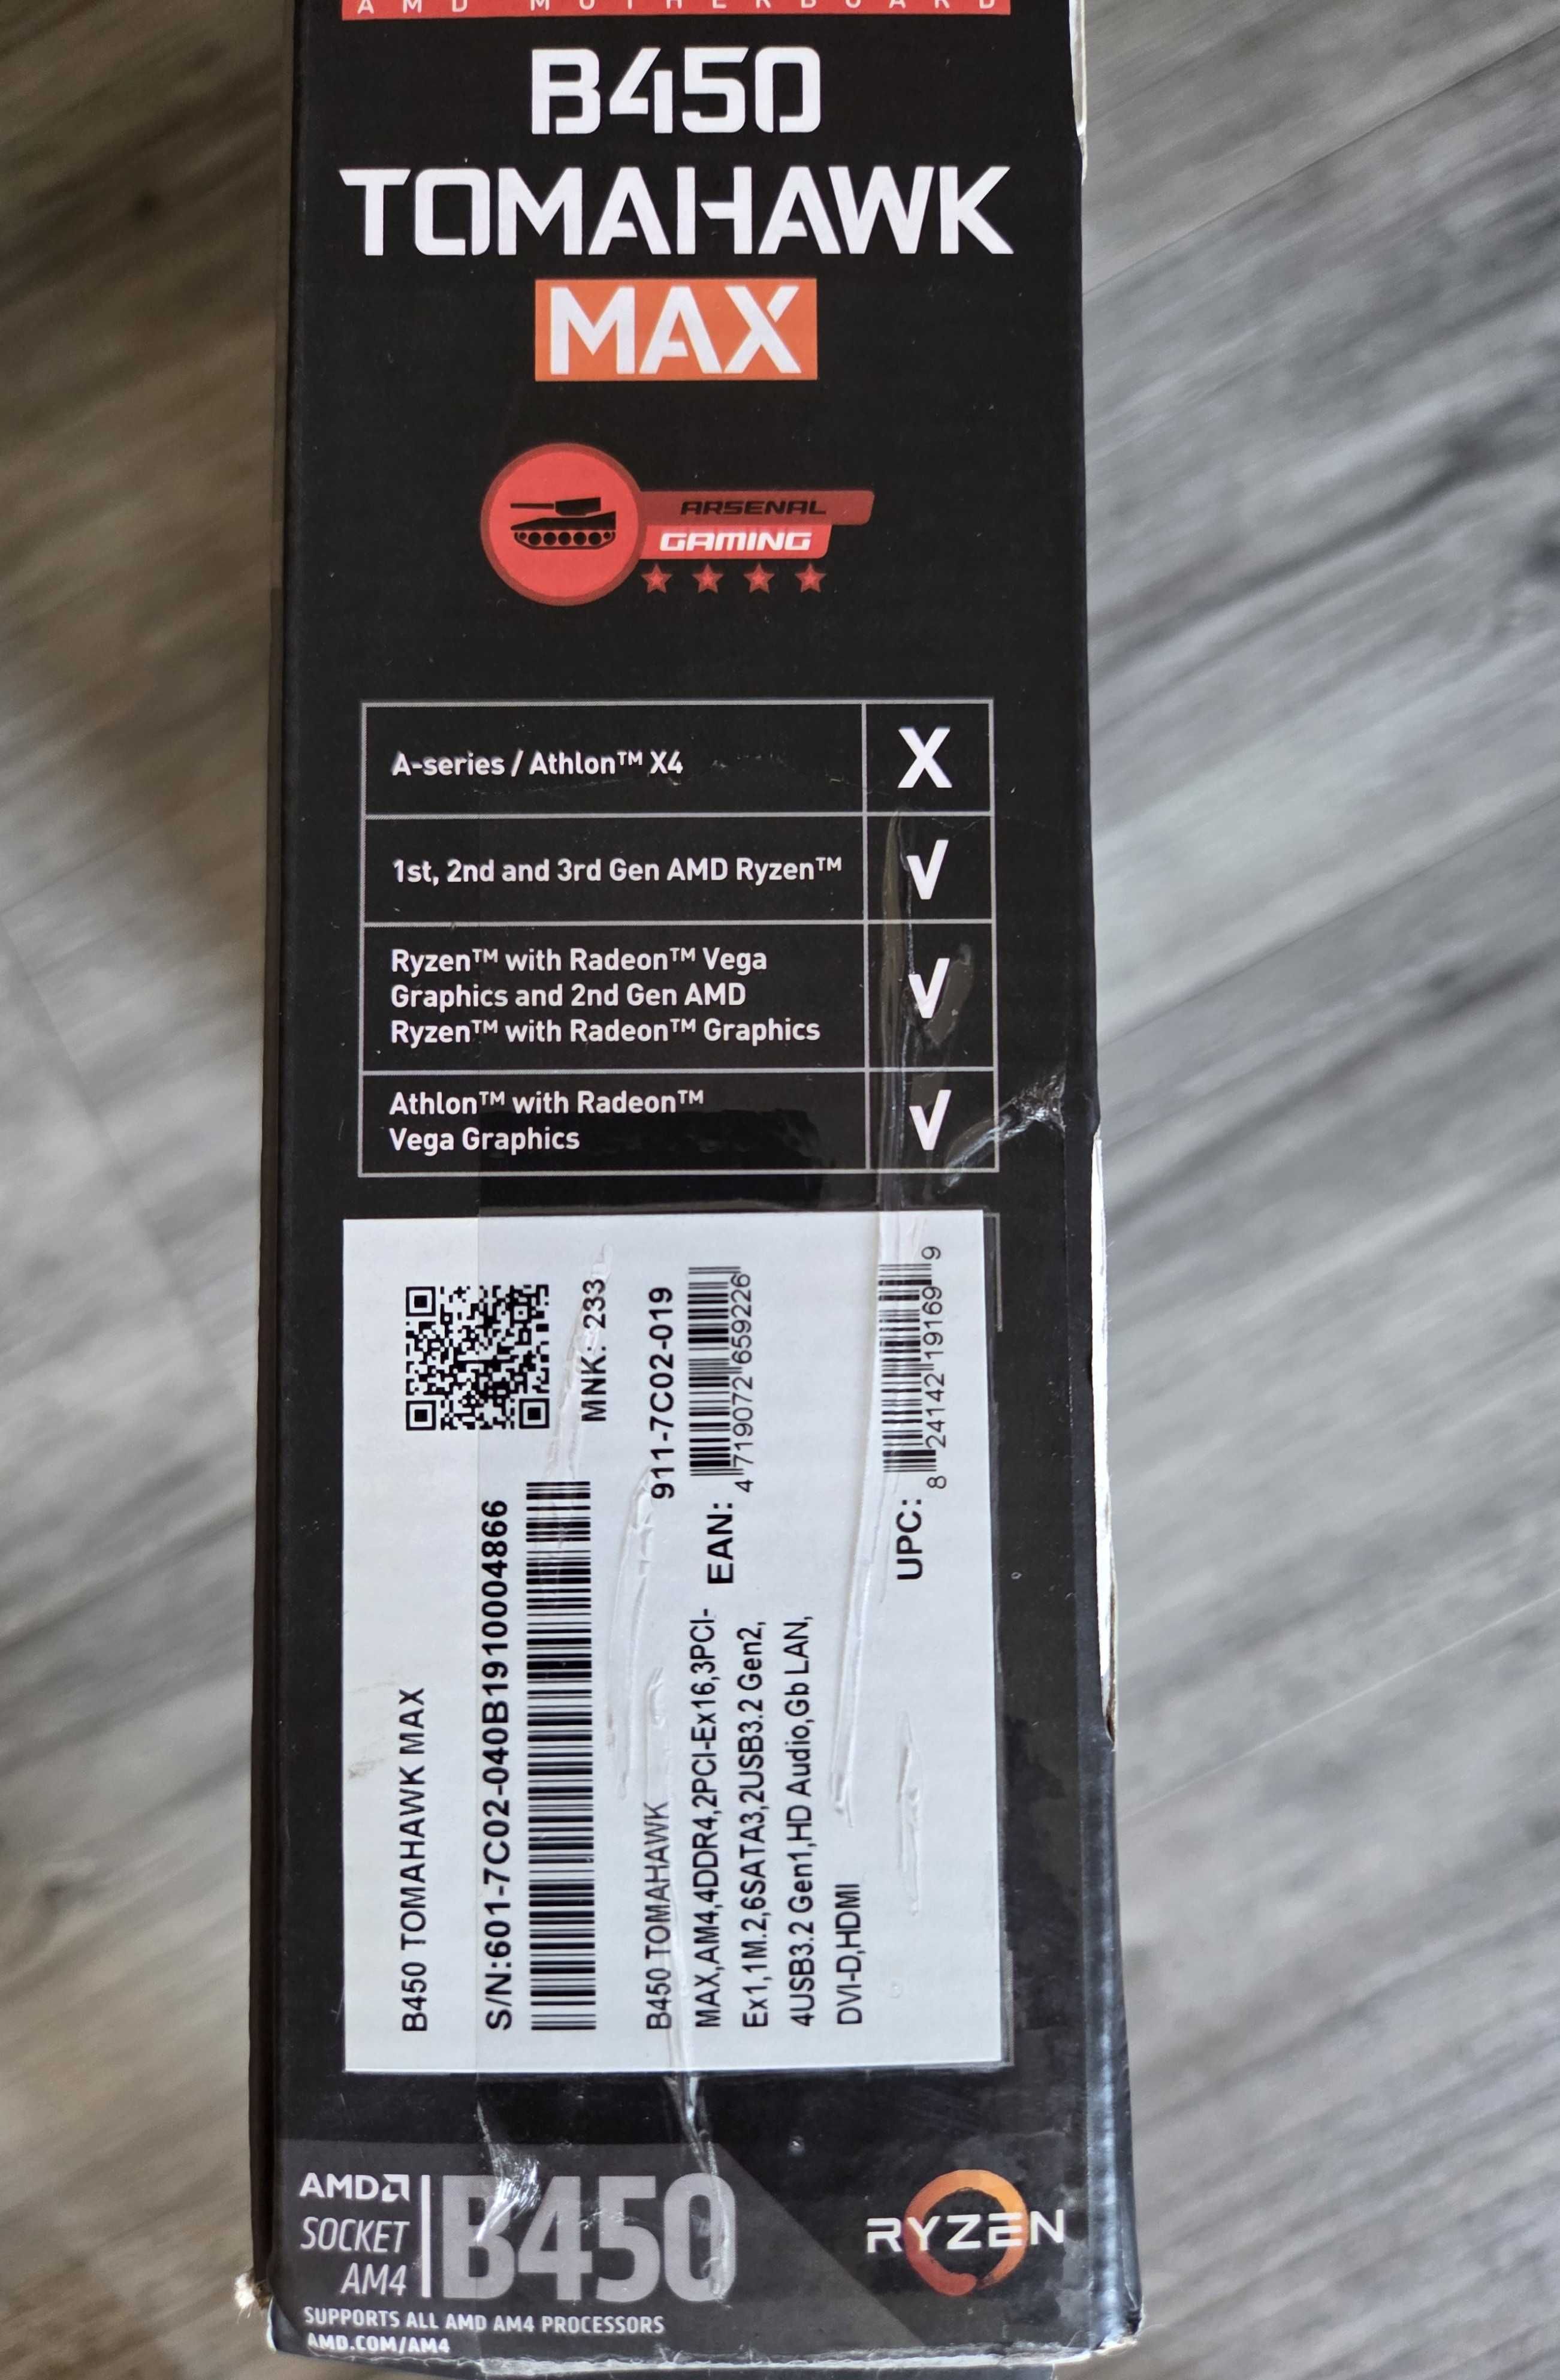 AMD MOTHERBOARD
B450
TOMAHAWK
MAX
ARSENAL
GAMING
A-series / Athlon™ X4 X
1st, 2nd and 3rd Gen AMD Ryzen™ √
Ryzen™ with Radeon™ Vega
Graphics and 2nd Gen AMD
Ryzen™ with Radeon™ Graphics √
Athlon™ with Radeon™
Vega Graphics √
B450 TOMAHAWK MAX
S/N:601-7C02-040B1910004866
MNK: 233
B450 TOMAHAWK
MAX,AM4,4DDR4,2PCI-Ex16,3PCI-
Ex1,1M.2,6SATA3,2USB3.2 Gen2,
4USB3.2 Gen1,HD Audio,Gb LAN,
DVI-D,HDMI
911-7C02-019
EAN:
4 719072 659226
UPC:
8 24142 19169 9
AMD
SOCKET
AM4
B450
RYZEN
SUPPORTS ALL AMD AM4 PROCESSORS
AMD.COM/AM4